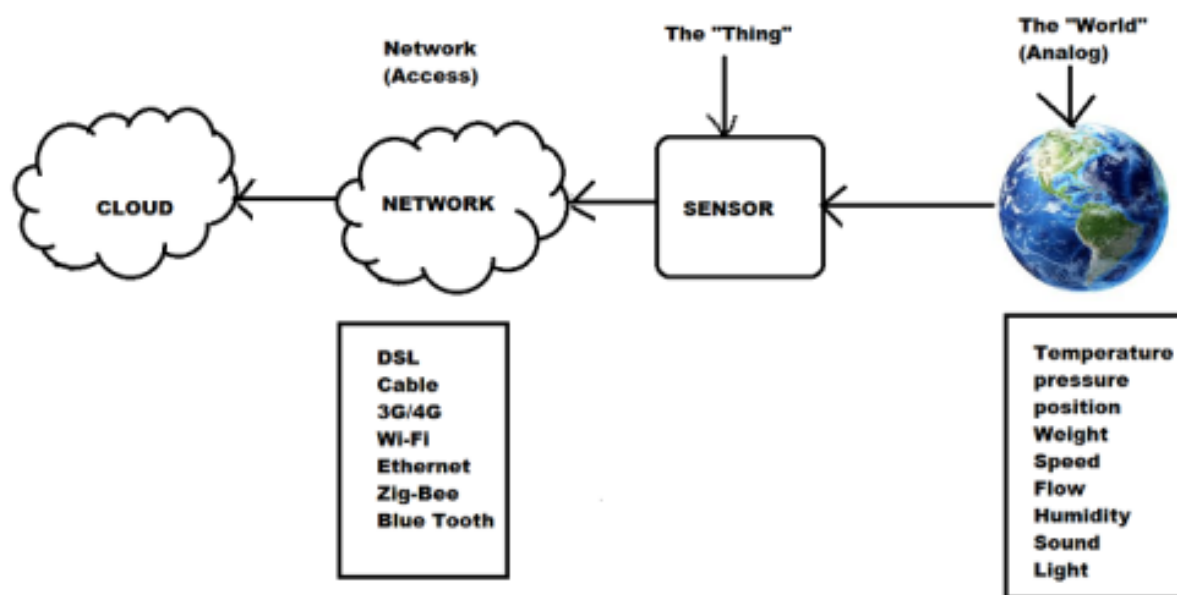 Network
(Access)
The "Thing"
The "World"
(Analog)
CLOUD
NETWORK
SENSOR
DSL
Cable
3G/4G
Wi-Fi
Ethernet
Zig-Bee
Blue Tooth
Temperature
pressure
position
Weight
Speed
Flow
Humidity
Sound
Light